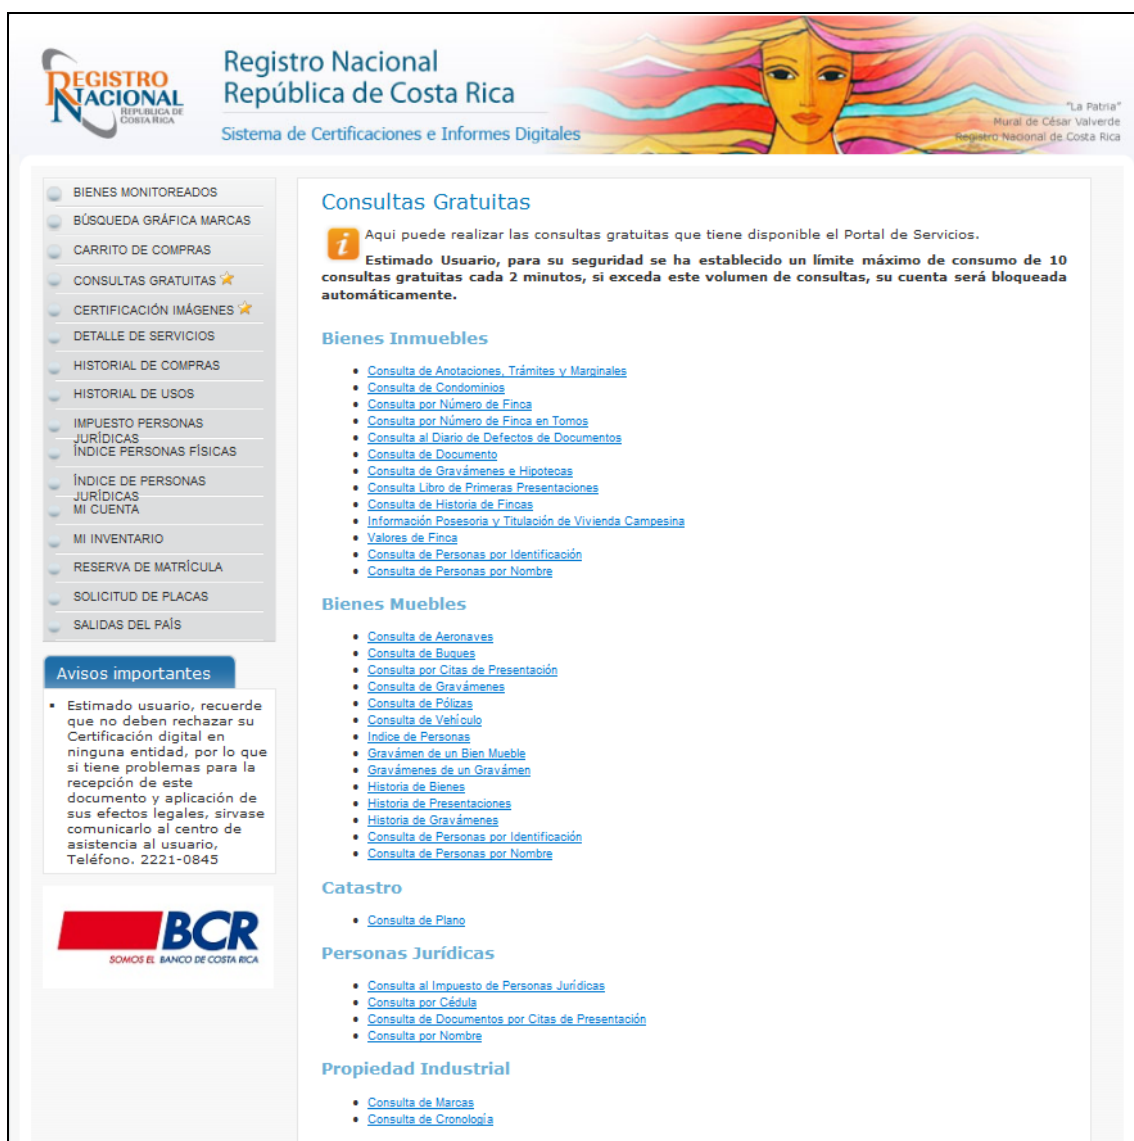 REGISTRO
NACIONAL
REPUBLICA DE
COSTA RICA
Registro Nacional
República de Costa Rica
Sistema de Certificaciones e Informes Digitales
"La Patria"
Mural de César Valverde
Registro Nacional de Costa Rica
BIENES MONITOREADOS
BÚSQUEDA GRÁFICA MARCAS
CARRITO DE COMPRAS
CONSULTAS GRATUITAS
CERTIFICACIÓN IMÁGENES
DETALLE DE SERVICIOS
HISTORIAL DE COMPRAS
HISTORIAL DE USOS
IMPUESTO PERSONAS
JURÍDICAS
ÍNDICE PERSONAS FÍSICAS
ÎNDICE DE PERSONAS
JURÍDICAS
MI CUENTA
MI INVENTARIO
RESERVA DE MATRÍCULA
SOLICITUD DE PLACAS
SALIDAS DEL PAÍS
Avisos importantes
Estimado usuario, recuerde
que no deben rechazar su
Certificación digital en
ninguna entidad, por lo que
si tiene problemas para la
recepción de este
documento y aplicación de
sus efectos legales, sirvase
comunicarlo al centro de
asistencia al usuario,
Teléfono. 2221-0845
BCR
SOMOS EL BANCO DE COSTA RICA
Consultas Gratuitas
Aqui puede realizar las consultas gratuitas que tiene disponible el Portal de Servicios.
Estimado Usuario, para su seguridad se ha establecido un límite máximo de consumo de 10
consultas gratuitas cada 2 minutos, si exceda este volumen de consultas, su cuenta será bloqueada
automáticamente.
Bienes Inmuebles
Consulta de Anotaciones, Trámites y Marginales
Consulta de Condominios
Consulta por Número de Finca
Consulta por Número de Finca en Tomos
Consulta al Diario de Defectos de Documentos
Consulta de Documento
Consulta de Gravámenes e Hipotecas
Consulta Libro de Primeras Presentaciones
Consulta de Historia de Fincas
Información Posesoria y Titulación de Vivienda Campesina
Valores de Finca
Consulta de Personas por Identificación
Consulta de Personas por Nombre
Bienes Muebles
Consulta de Aeronaves
Consulta de Buques
Consulta por Citas de Presentación
Consulta de Gravámenes
Consulta de Pólizas
Consulta de Vehículo
Indice de Personas
Gravámen de un Bien Mueble
Gravámenes de un Gravámen
Historia de Bienes
Historia de Presentaciones
Historia de Gravámenes
Consulta de Personas por Identificación
Consulta de Personas por Nombre
Catastro
Consulta de Plano
Personas Jurídicas
Consulta al Impuesto de Personas Jurídicas
Consulta por Cédula
Consulta de Documentos por Citas de Presentación
Consulta por Nombre
Propiedad Industrial
Consulta de Marcas
Consulta de Cronología